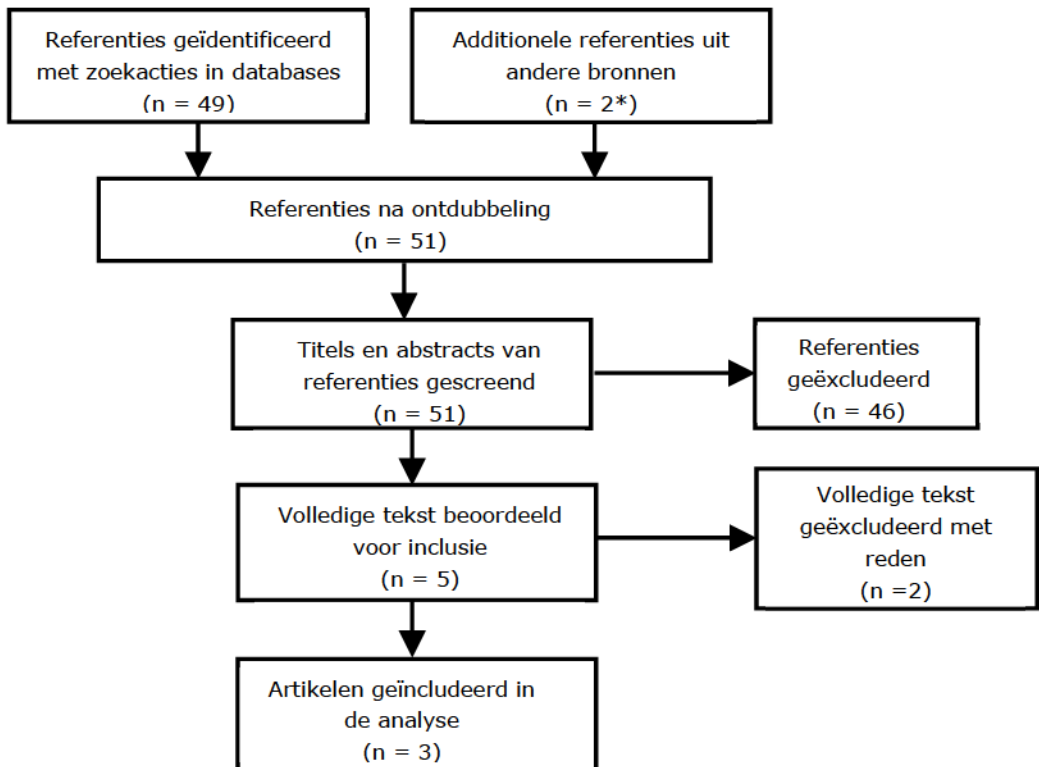 Referenties geïdentificeerd
met zoekacties in databases
(n = 49)
Additionele referenties uit
andere bronnen
(n = 2*)
Referenties na ontdubbeling
(n = 51)
Titels en abstracts van
referenties gescreend
(n = 51)
Referenties
geëxcludeerd
(n = 46)
Volledige tekst beoordeeld
voor inclusie
(n = 5)
Volledige tekst
geëxcludeerd met
reden
(n =2)
Artikelen geïncludeerd in
de analyse
(n = 3)